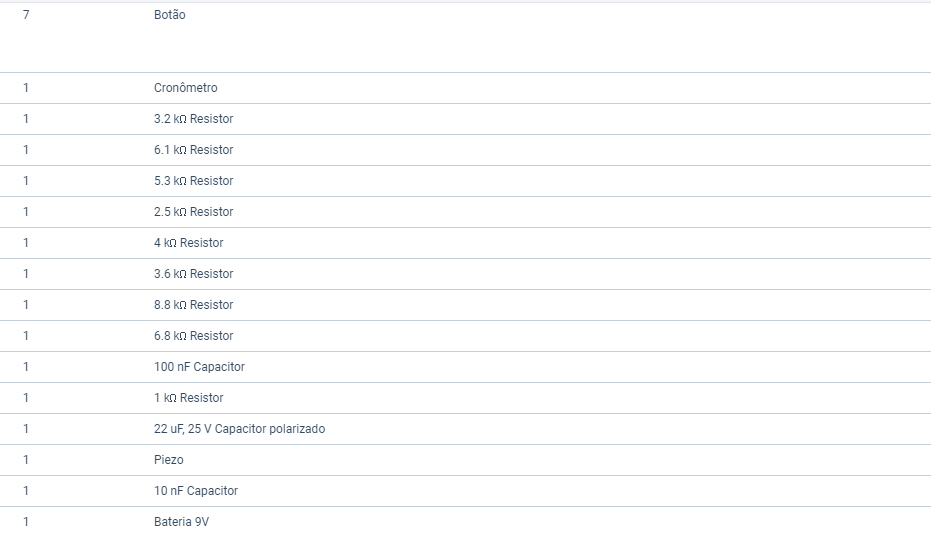 7 Botão
1 Cronômetro
1 3.2 kΩ Resistor
1 6.1 kΩ Resistor
1 5.3 kΩ Resistor
1 2.5 kΩ Resistor
1 4 kΩ Resistor
1 3.6 kΩ Resistor
1 8.8 kΩ Resistor
1 6.8 kΩ Resistor
1 100 nF Capacitor
1 1 kΩ Resistor
1 22 uF, 25 V Capacitor polarizado
1 Piezo
1 10 nF Capacitor
1 Bateria 9V